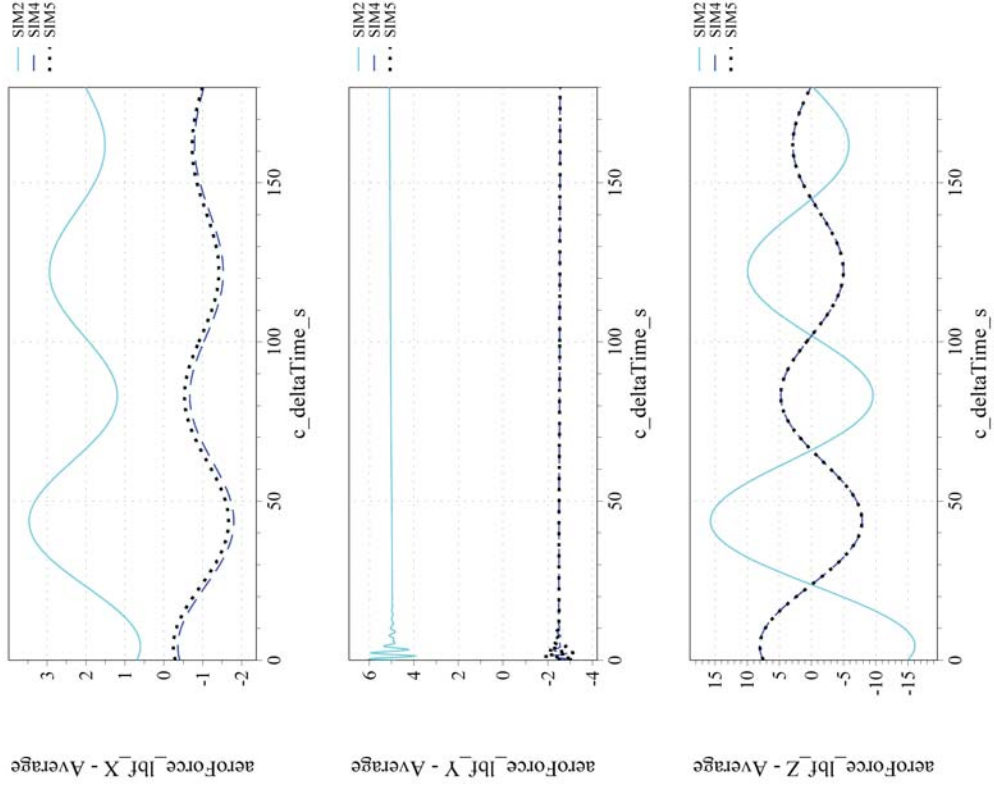 SIM2
SIM4
SIM5
3
2
1
0
-1
-2
0
50
100
150
c_deltaTime_s
aeroForce_lbf_X - Average
SIM2
SIM4
SIM5
6
4
2
0
-2
-4
0
50
100
150
c_deltaTime_s
aeroForce_lbf_Y - Average
SIM2
SIM4
SIM5
15
10
5
0
-5
-10
-15
0
50
100
150
c_deltaTime_s
aeroForce_lbf_Z - Average